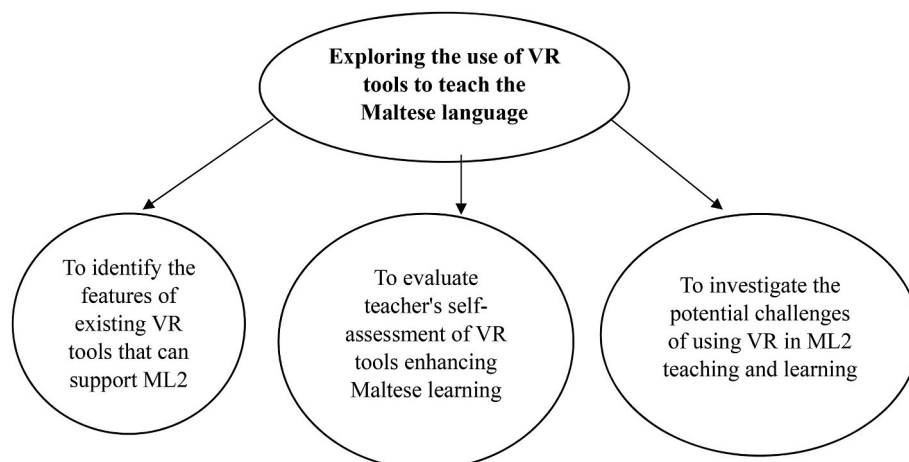 Exploring the use of VR
tools to teach the
Maltese language
To identify the
features of
existing VR
tools that can
support ML2
To evaluate
teacher's self-
assessment of VR
tools enhancing
Maltese learning
To investigate the
potential challenges
of using VR in ML2
teaching and learning